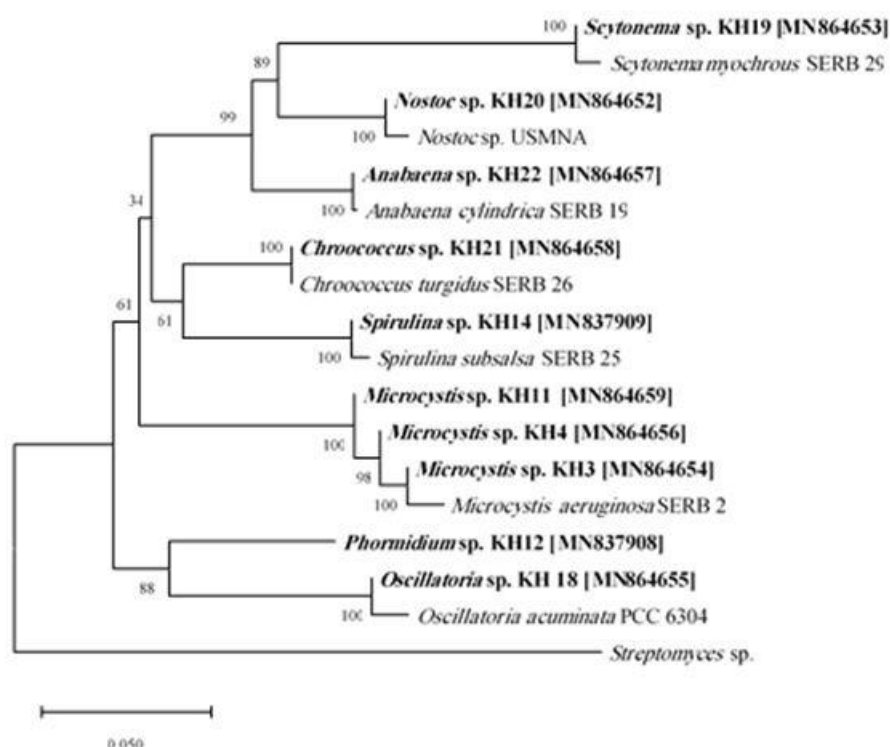 100
Scytonema sp. KH19 [MN864653]
Scytonema myochrous SERB 29
89
Nostoc sp. KH20 [MN864652]
99
100
Nostoc sp. USMNA
Anabaena sp. KH22 [MN864657]
34
100
Anabaena cylindrica SERB 19
100
Chroococcus sp. KH21 [MN864658]
Chroococcus turgidus SERB 26
61
61
Spirulina sp. KH14 [MN837909]
100
Spirulina subsalsa SERB 25
Microcystis sp. KH11 [MN864659]
100
Microcystis sp. KH4 [MN864656]
98
Microcystis sp. KH3 [MN864654]
100
Microcystis aeruginosa SERB 2
Phormidium sp. KH12 [MN837908]
88
Oscillatoria sp. KH 18 [MN864655]
100
Oscillatoria acuminata PCC 6304
Streptomyces sp.
0.050